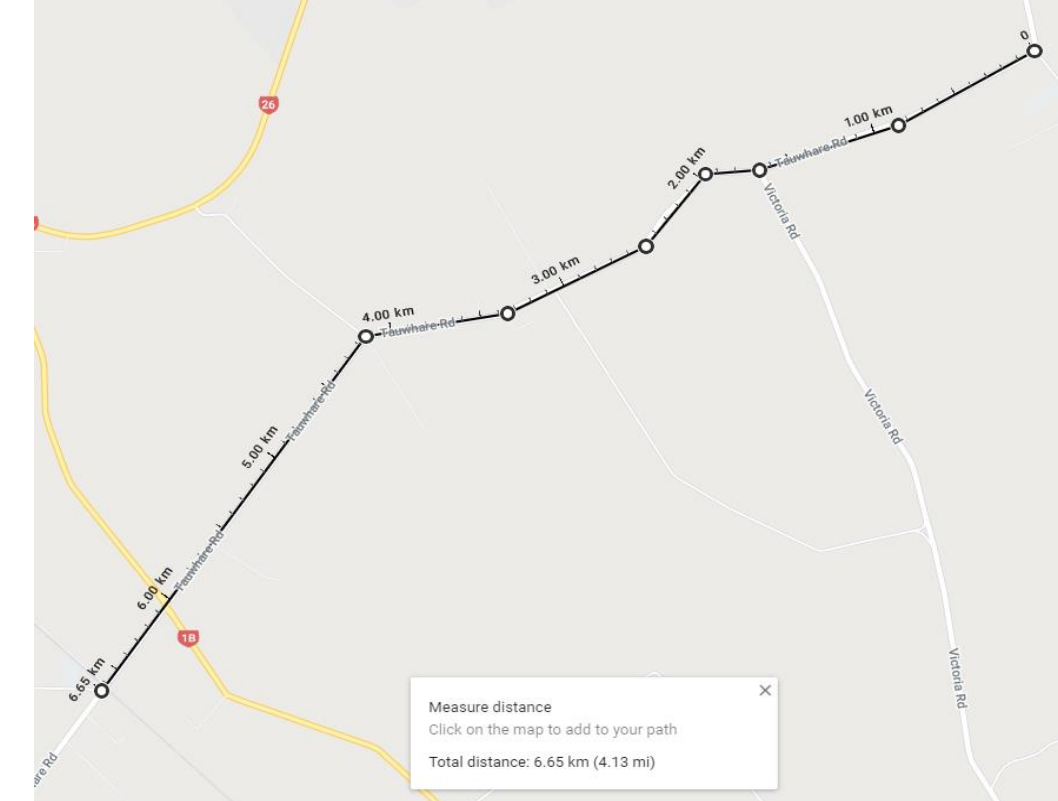 0
26
1.00 km
Tauwhare Rd
2.00 km
Victoria Rd
3.00 km
4.00 km
Tauwhare Rd
Tauwhare Rd
Victoria Rd
5.00 km
Tauwhare Rd
6.00 km
1B
6.65 km
Victoria Rd
×
Measure distance
Click on the map to add to your path
Total distance: 6.65 km (4.13 mi)
hare Rd